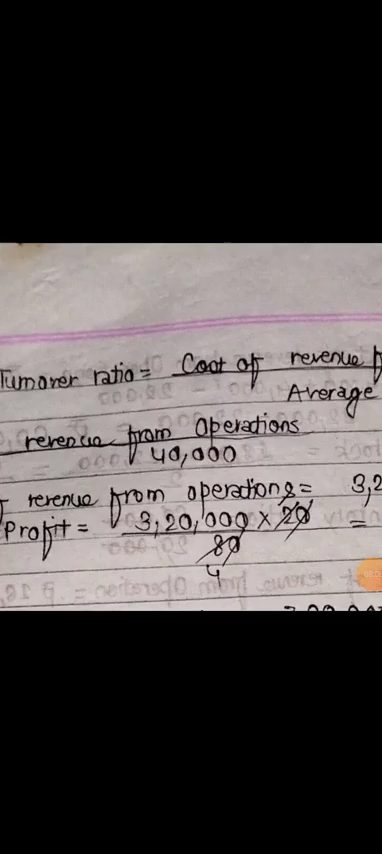 Turnover ratio = Cost of revenue f
Average
revenue from Operations
40,000
f revenue from operations = 3,2
Profit = 3,20,000 × 20 =
80
4